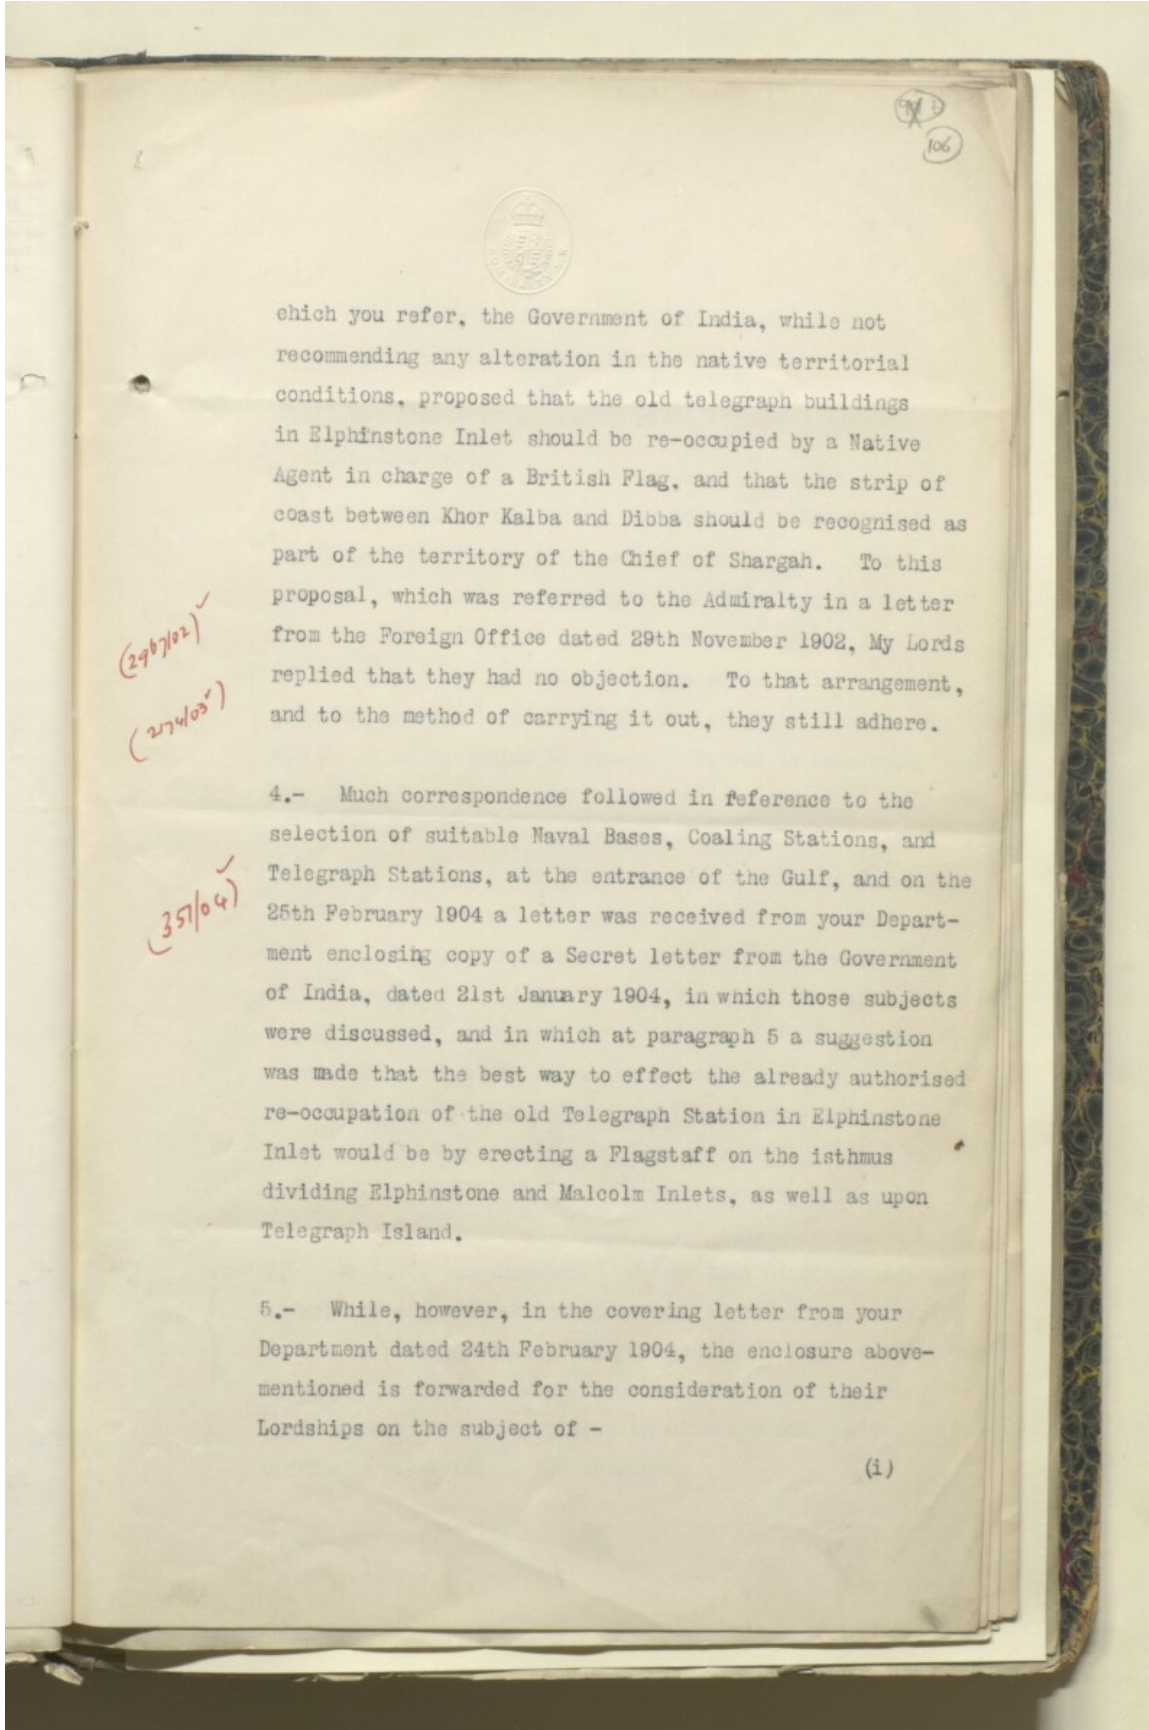 106
chich you refer, the Government of India, while not
recommending any alteration in the native territorial
conditions, proposed that the old telegraph buildings
in Elphinstone Inlet should be re-occupied by a Native
Agent in charge of a British Flag, and that the strip of
coast between Khor Kalba and Dibba should be recognised as
part of the territory of the Chief of Shargah. To this
proposal, which was referred to the Admiralty in a letter
from the Foreign Office dated 29th November 1902, My Lords
replied that they had no objection. To that arrangement,
and to the method of carrying it out, they still adhere.
(2967/02)
(2174/03)
4.- Much correspondence followed in reference to the
selection of suitable Naval Bases, Coaling Stations, and
Telegraph Stations, at the entrance of the Gulf, and on the
25th February 1904 a letter was received from your Depart-
ment enclosing copy of a Secret letter from the Government
of India, dated 21st January 1904, in which those subjects
were discussed, and in which at paragraph 5 a suggestion
was made that the best way to effect the already authorised
re-occupation of the old Telegraph Station in Elphinstone
Inlet would be by erecting a Flagstaff on the isthmus
dividing Elphinstone and Malcolm Inlets, as well as upon
Telegraph Island.
(357/04)
5.- While, however, in the covering letter from your
Department dated 24th February 1904, the enclosure above-
mentioned is forwarded for the consideration of their
Lordships on the subject of -
(i)